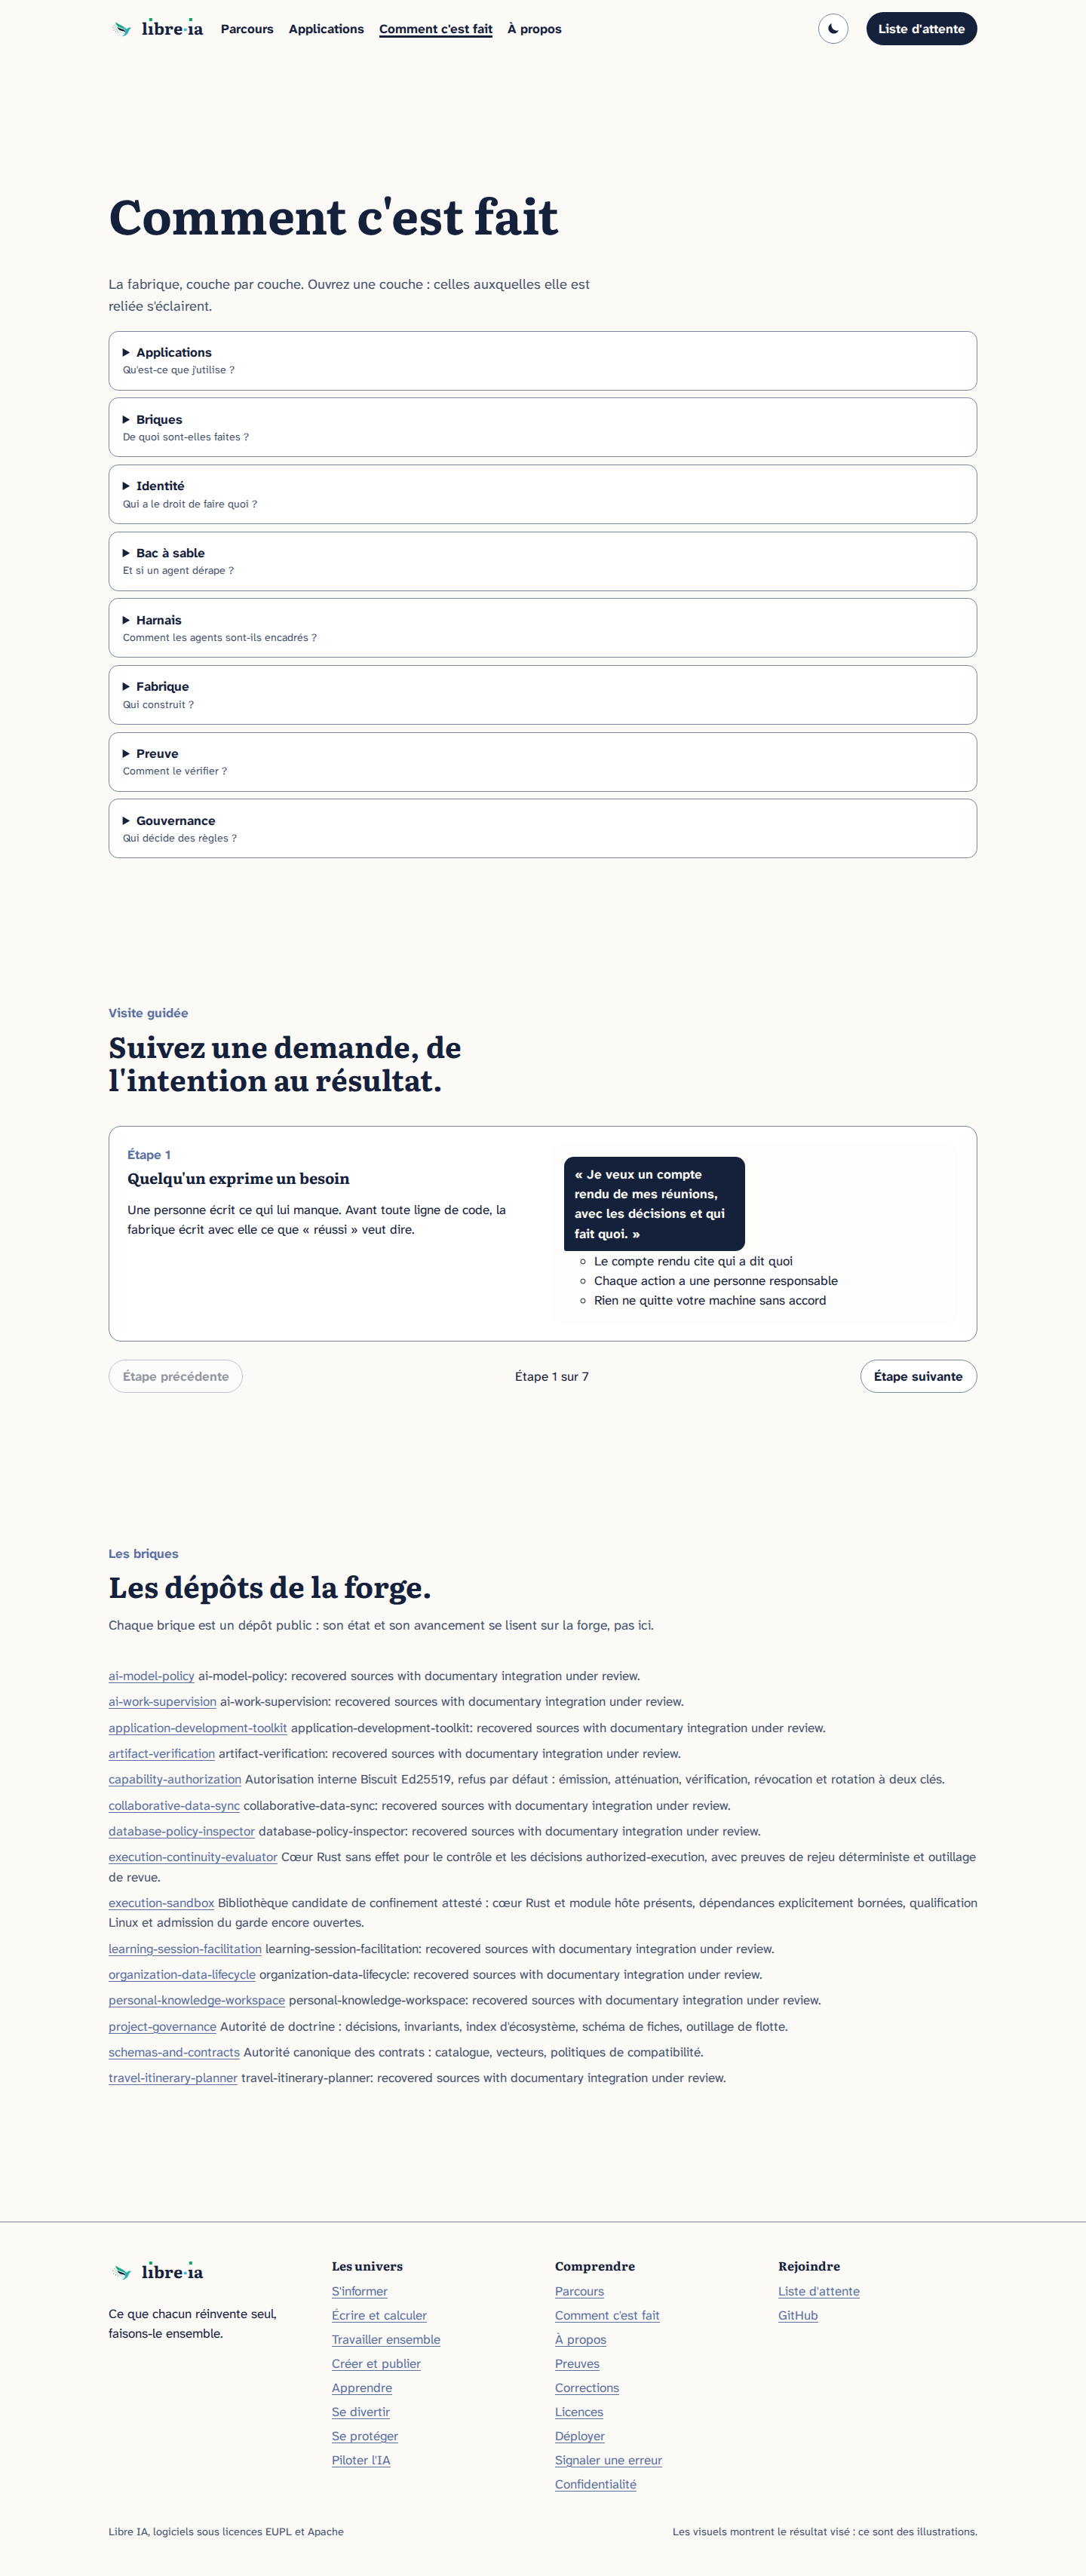 libre·ia Parcours Applications Comment c'est fait À propos Liste d'attente
Comment c'est fait
La fabrique, couche par couche. Ouvrez une couche : celles auxquelles elle est
reliée s'éclairent.
Applications
Qu'est-ce que j'utilise ?
Briques
De quoi sont-elles faites ?
Identité
Qui a le droit de faire quoi ?
Bac à sable
Et si un agent dérape ?
Harnais
Comment les agents sont-ils encadrés ?
Fabrique
Qui construit ?
Preuve
Comment le vérifier ?
Gouvernance
Qui décide des règles ?
Visite guidée
Suivez une demande, de
l'intention au résultat.
Étape 1
Quelqu'un exprime un besoin
Une personne écrit ce qui lui manque. Avant toute ligne de code, la
fabrique écrit avec elle ce que « réussi » veut dire.
« Je veux un compte
rendu de mes réunions,
avec les décisions et qui
fait quoi. »
Le compte rendu cite qui a dit quoi
Chaque action a une personne responsable
Rien ne quitte votre machine sans accord
Étape précédente Étape 1 sur 7 Étape suivante
Les briques
Les dépôts de la forge.
Chaque brique est un dépôt public : son état et son avancement se lisent sur la forge, pas ici.
ai-model-policy ai-model-policy: recovered sources with documentary integration under review.
ai-work-supervision ai-work-supervision: recovered sources with documentary integration under review.
application-development-toolkit application-development-toolkit: recovered sources with documentary integration under review.
artifact-verification artifact-verification: recovered sources with documentary integration under review.
capability-authorization Autorisation interne Biscuit Ed25519, refus par défaut : émission, atténuation, vérification, révocation et rotation à deux clés.
collaborative-data-sync collaborative-data-sync: recovered sources with documentary integration under review.
database-policy-inspector database-policy-inspector: recovered sources with documentary integration under review.
execution-continuity-evaluator Cœur Rust sans effet pour le contrôle et les décisions authorized-execution, avec preuves de rejeu déterministe et outillage
de revue.
execution-sandbox Bibliothèque candidate de confinement attesté : cœur Rust et module hôte présents, dépendances explicitement bornées, qualification
Linux et admission du garde encore ouvertes.
learning-session-facilitation learning-session-facilitation: recovered sources with documentary integration under review.
organization-data-lifecycle organization-data-lifecycle: recovered sources with documentary integration under review.
personal-knowledge-workspace personal-knowledge-workspace: recovered sources with documentary integration under review.
project-governance Autorité de doctrine : décisions, invariants, index d'écosystème, schéma de fiches, outillage de flotte.
schemas-and-contracts Autorité canonique des contrats : catalogue, vecteurs, politiques de compatibilité.
travel-itinerary-planner travel-itinerary-planner: recovered sources with documentary integration under review.
libre·ia
Ce que chacun réinvente seul,
faisons-le ensemble.
Les univers
S'informer
Écrire et calculer
Travailler ensemble
Créer et publier
Apprendre
Se divertir
Se protéger
Piloter l'IA
Comprendre
Parcours
Comment c'est fait
À propos
Preuves
Corrections
Licences
Déployer
Signaler une erreur
Confidentialité
Rejoindre
Liste d'attente
GitHub
Libre IA, logiciels sous licences EUPL et Apache
Les visuels montrent le résultat visé : ce sont des illustrations.